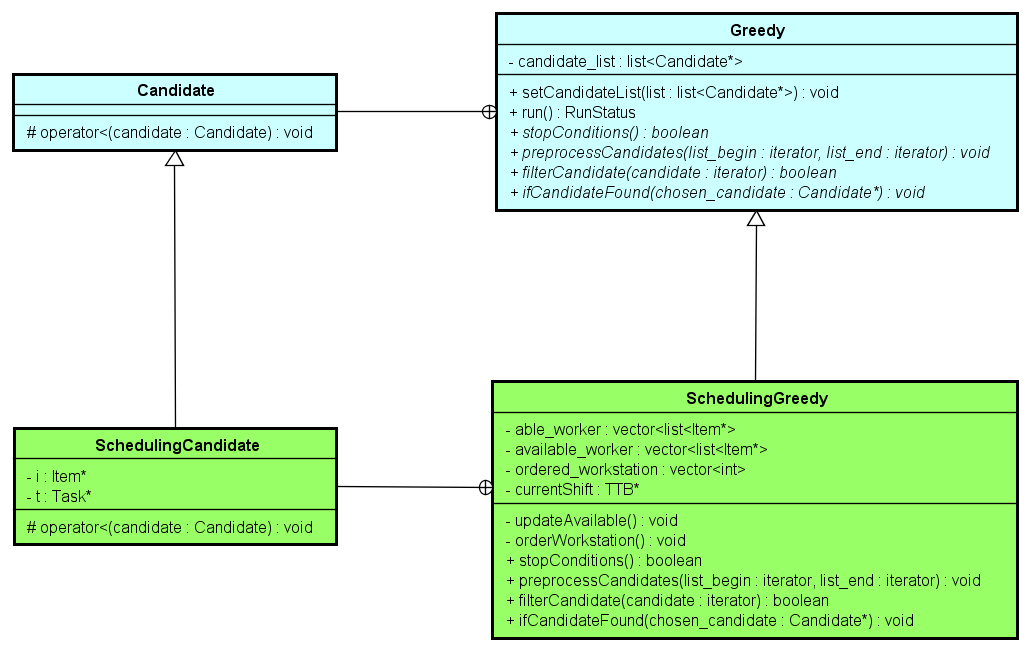 Greedy
- candidate_list : list<Candidate*>
+ setCandidateList(list : list<Candidate*>) : void
+ run() : RunStatus
+ stopConditions() : boolean
+ preprocessCandidates(list_begin : iterator, list_end : iterator) : void
+ filterCandidate(candidate : iterator) : boolean
+ ifCandidateFound(chosen_candidate : Candidate*) : void
Candidate
# operator<(candidate : Candidate) : void
SchedulingCandidate
- i : Item*
- t : Task*
# operator<(candidate : Candidate) : void
SchedulingGreedy
- able_worker : vector<list<Item*>
- available_worker : vector<list<Item*>
- ordered_workstation : vector<int>
- currentShift : TTB*
- updateAvailable() : void
- orderWorkstation() : void
+ stopConditions() : boolean
+ preprocessCandidates(list_begin : iterator, list_end : iterator) : void
+ filterCandidate(candidate : iterator) : boolean
+ ifCandidateFound(chosen_candidate : Candidate*) : void